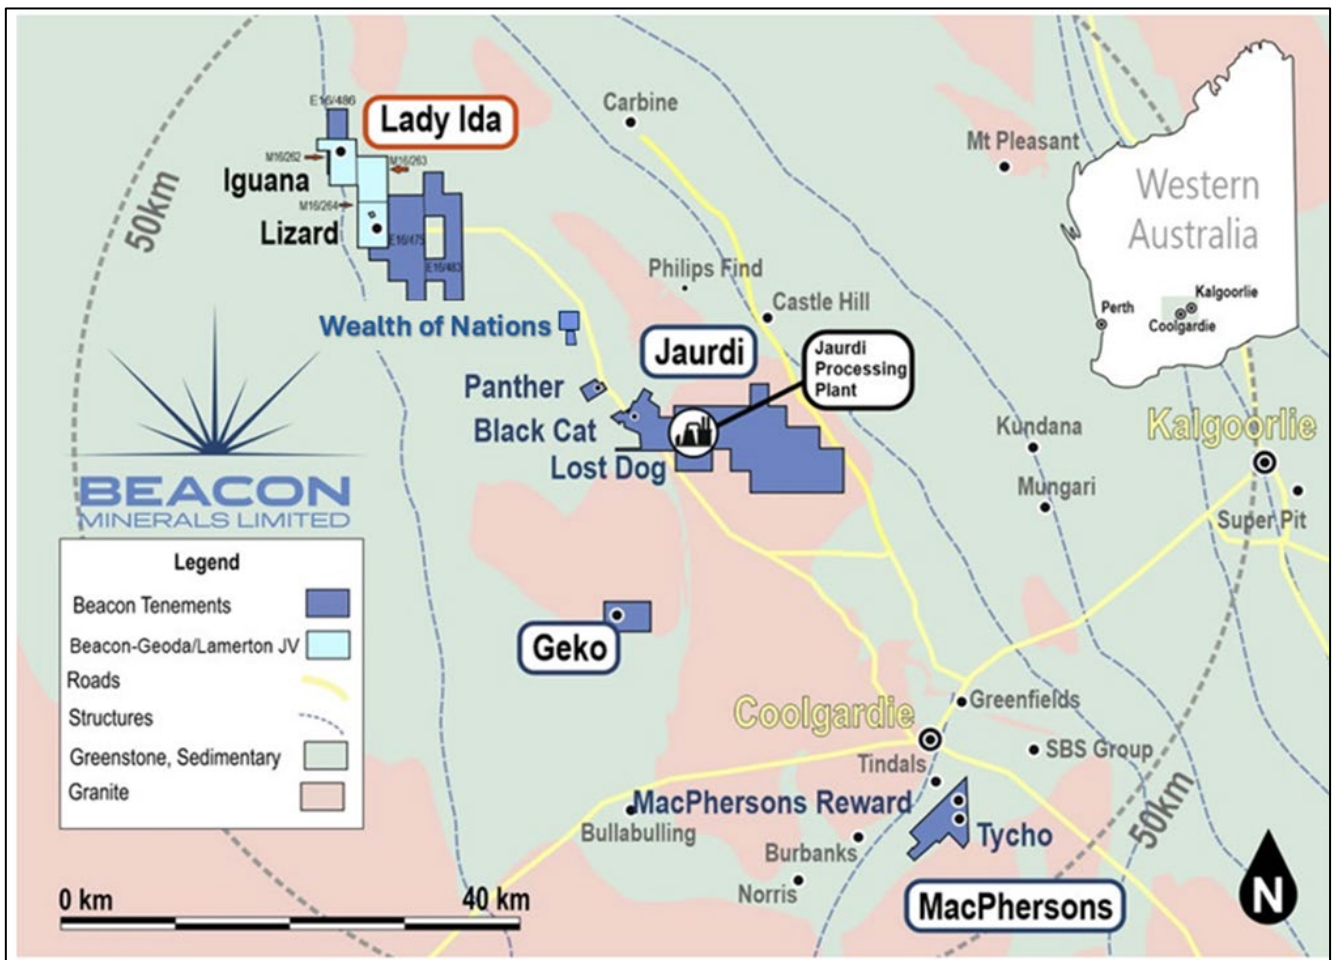 E16/486
Lady Ida
Carbine
Mt Pleasant
M16/262
M16/263
Iguana
50km
Western
Australia
M16/264
Lizard
E16/475
E16/483
Philips Find
Castle Hill
Kalgoorlie
Perth
Coolgardie
Wealth of Nations
Jaurdi
Jaurdi
Processing
Plant
Panther
Black Cat
Lost Dog
Kundana
Kalgoorlie
Mungari
Super Pit
BEACON
MINERALS LIMITED
Legend
Beacon Tenements
Beacon-Geoda/Lamerton JV
Roads
Structures
Greenstone, Sedimentary
Granite
Geko
Greenfields
Coolgardie
SBS Group
Tindals
MacPhersons Reward
Bullabulling
Tycho
50km
Burbanks
Norris
MacPhersons
0 km
40 km
N